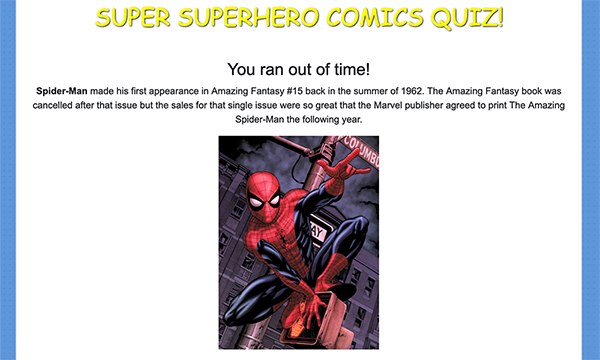 SUPER SUPERHERO COMICS QUIZ!
You ran out of time!
Spider-Man made his first appearance in Amazing Fantasy #15 back in the summer of 1962. The Amazing Fantasy book was
cancelled after that issue but the sales for that single issue were so great that the Marvel publisher agreed to print The Amazing
Spider-Man the following year.
COLUMBU
AY